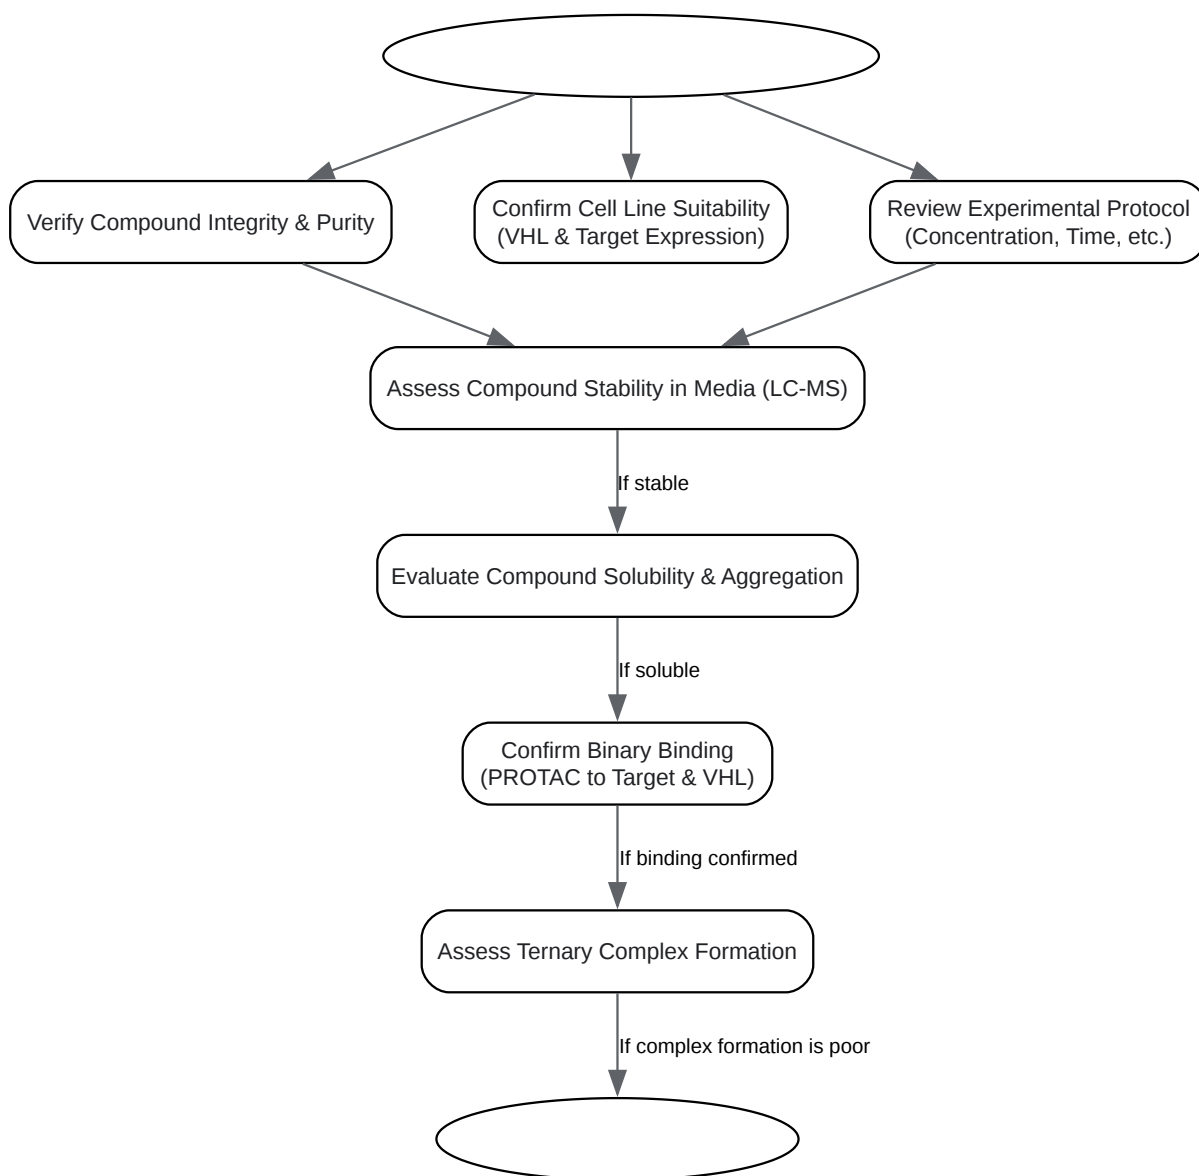 Verify Compound Integrity & Purity
Confirm Cell Line Suitability
(VHL & Target Expression)
Review Experimental Protocol
(Concentration, Time, etc.)
Assess Compound Stability in Media (LC-MS)
If stable
Evaluate Compound Solubility & Aggregation
If soluble
Confirm Binary Binding
(PROTAC to Target & VHL)
If binding confirmed
Assess Ternary Complex Formation
If complex formation is poor